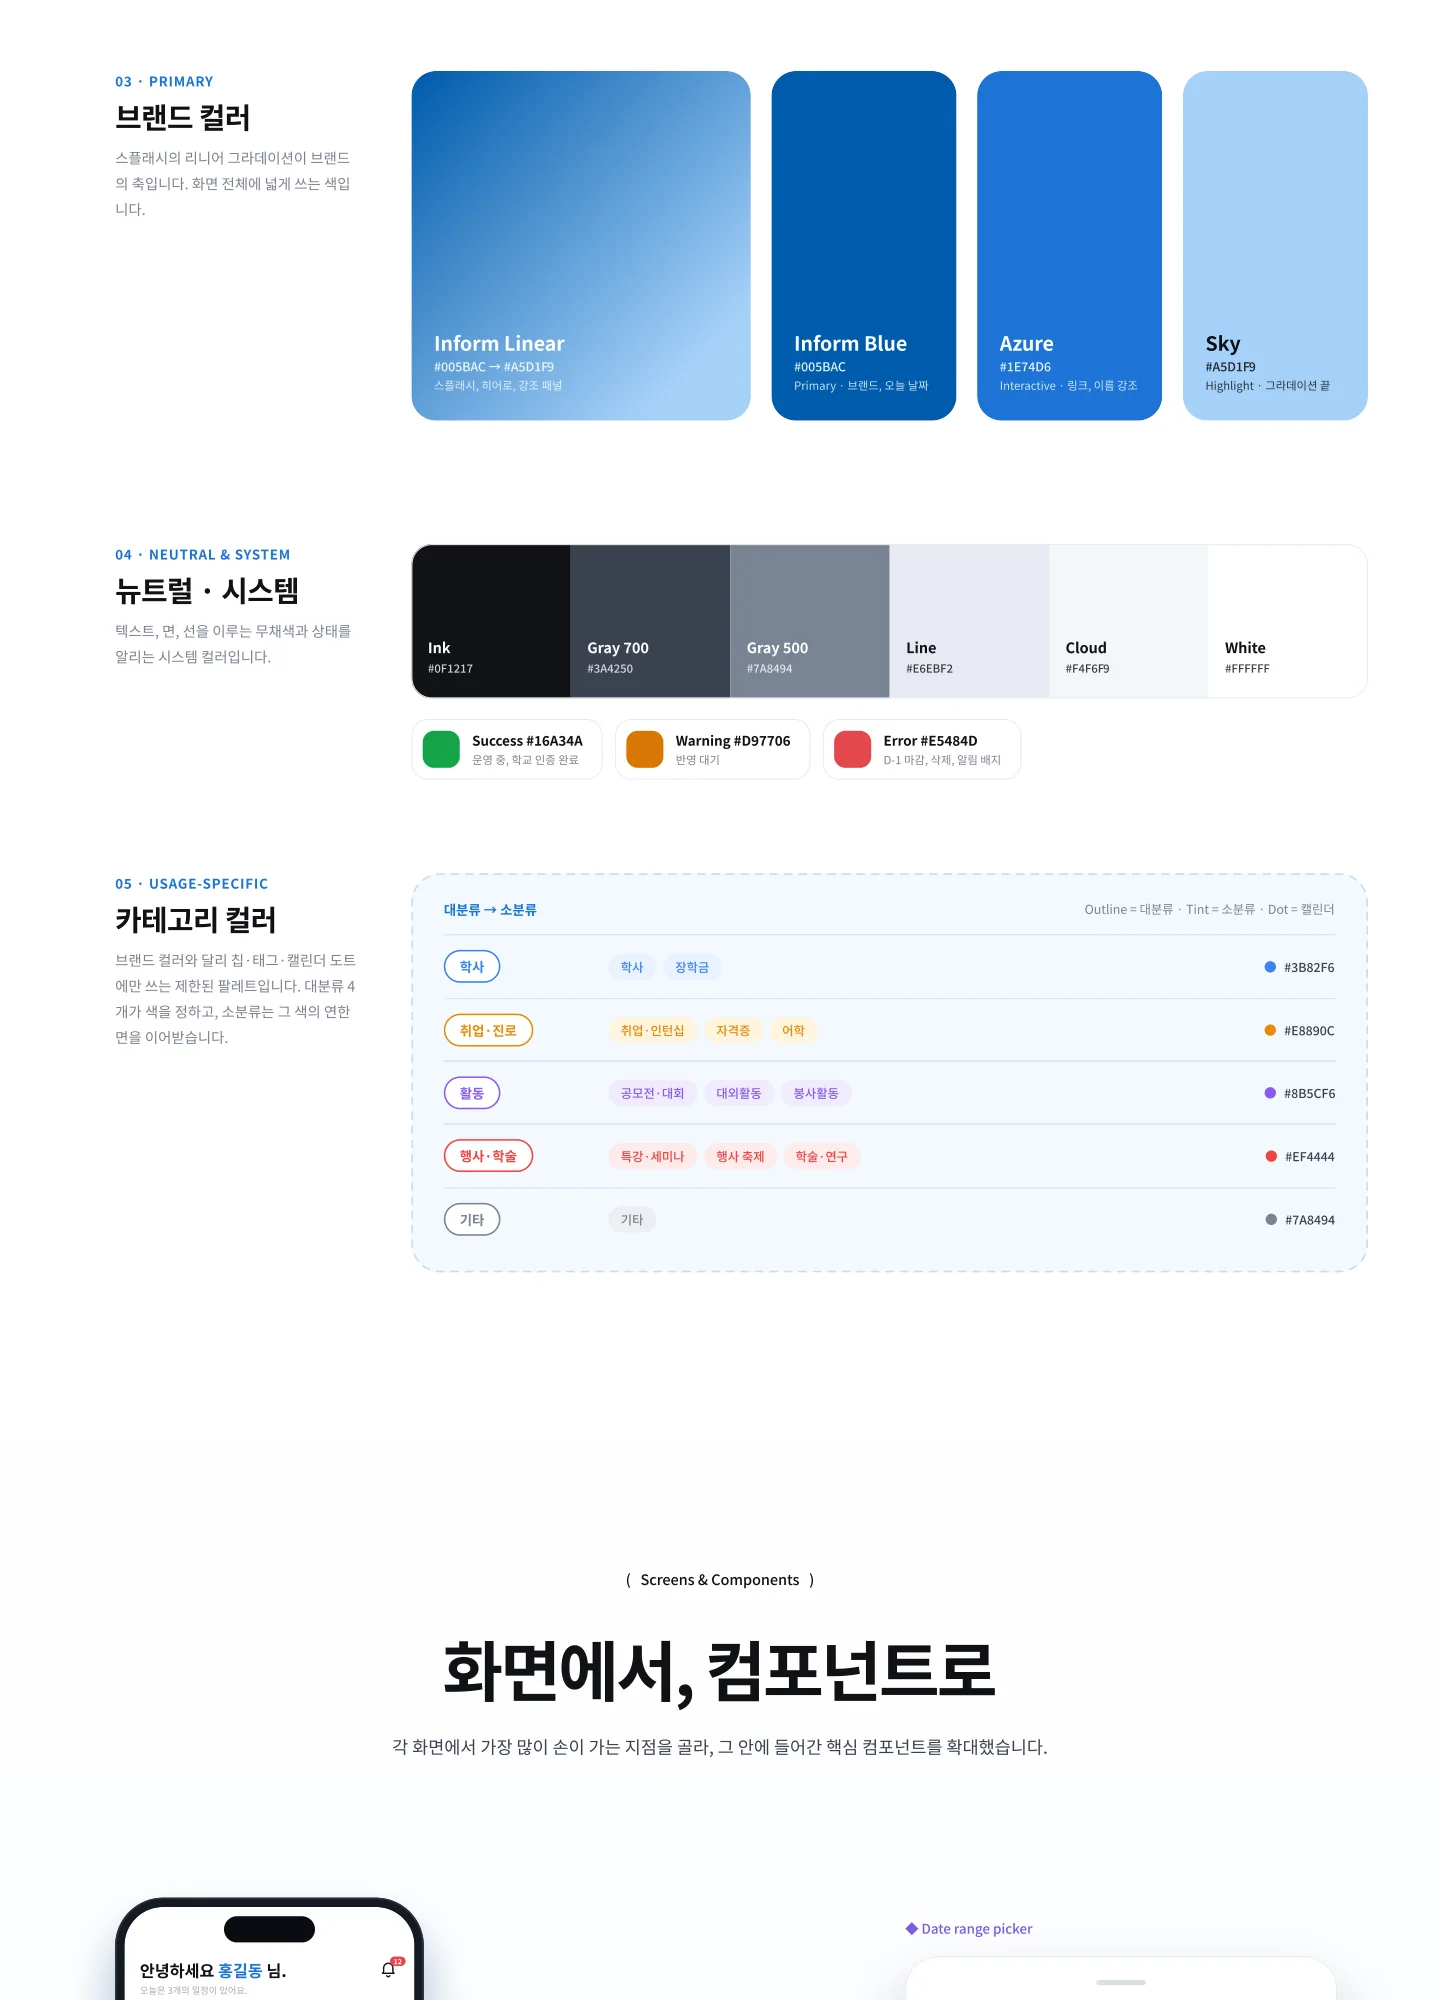 03 · PRIMARY
브랜드 컬러
스플래시의 리니어 그라데이션이 브랜드
의 축입니다. 화면 전체에 넓게 쓰는 색입
니다.
Inform Linear
#005BAC → #A5D1F9
스플래시, 히어로, 강조 패널
Inform Blue
#005BAC
Primary · 브랜드, 오늘 날짜
Azure
#1E74D6
Interactive · 링크, 이름 강조
Sky
#A5D1F9
Highlight · 그라데이션 끝
04 · NEUTRAL & SYSTEM
뉴트럴 · 시스템
텍스트, 면, 선을 이루는 무채색과 상태를
알리는 시스템 컬러입니다.
Ink
#0F1217
Gray 700
#3A4250
Gray 500
#7A8494
Line
#E6EBF2
Cloud
#F4F6F9
White
#FFFFFF
Success #16A34A
운영 중, 학교 인증 완료
Warning #D97706
반영 대기
Error #E5484D
D-1 마감, 삭제, 알림 배지
05 · USAGE-SPECIFIC
카테고리 컬러
브랜드 컬러와 달리 칩·태그·캘린더 도트
에만 쓰는 제한된 팔레트입니다. 대분류 4
개가 색을 정하고, 소분류는 그 색의 연한
면을 이어받습니다.
대분류 → 소분류
Outline = 대분류 · Tint = 소분류 · Dot = 캘린더
학사 학사 장학금 #3B82F6
취업·진로 취업·인턴십 자격증 어학 #E8890C
활동 공모전·대회 대외활동 봉사활동 #8B5CF6
행사·학술 특강·세미나 행사 축제 학술·연구 #EF4444
기타 기타 #7A8494
( Screens & Components )
화면에서, 컴포넌트로
각 화면에서 가장 많이 손이 가는 지점을 골라, 그 안에 들어간 핵심 컴포넌트를 확대했습니다.
◆ Date range picker
안녕하세요 홍길동 님.
12
오늘은 3개의 일정이 있어요.